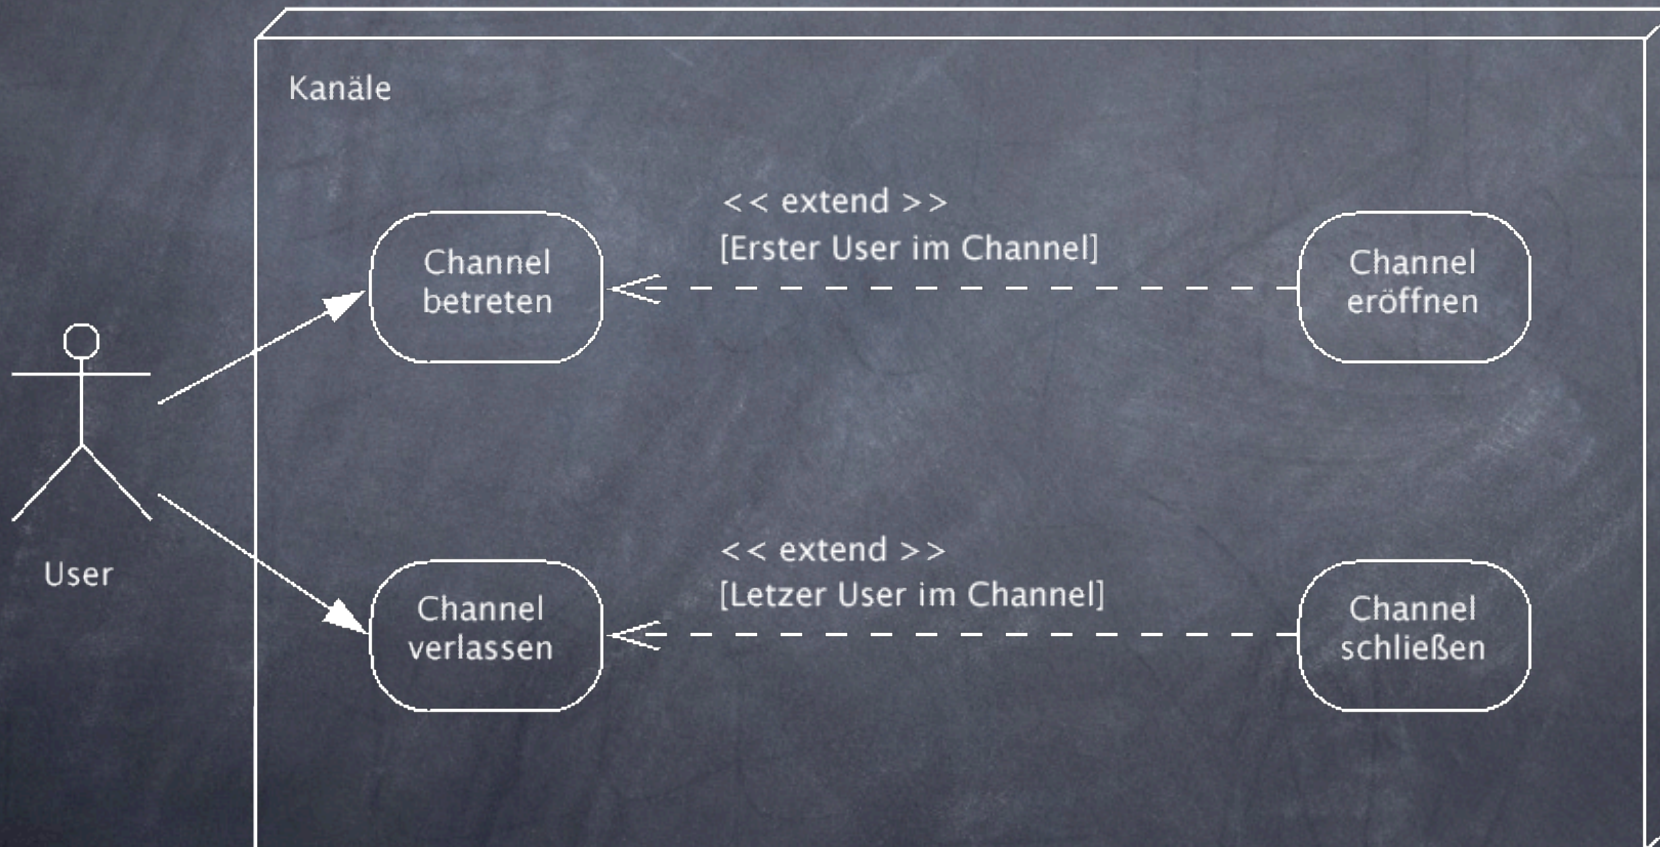 Kanäle
<< extend >>
[Erster User im Channel]
Channel
betreten
Channel
eröffnen
User
<< extend >>
[Letzer User im Channel]
Channel
verlassen
Channel
schließen